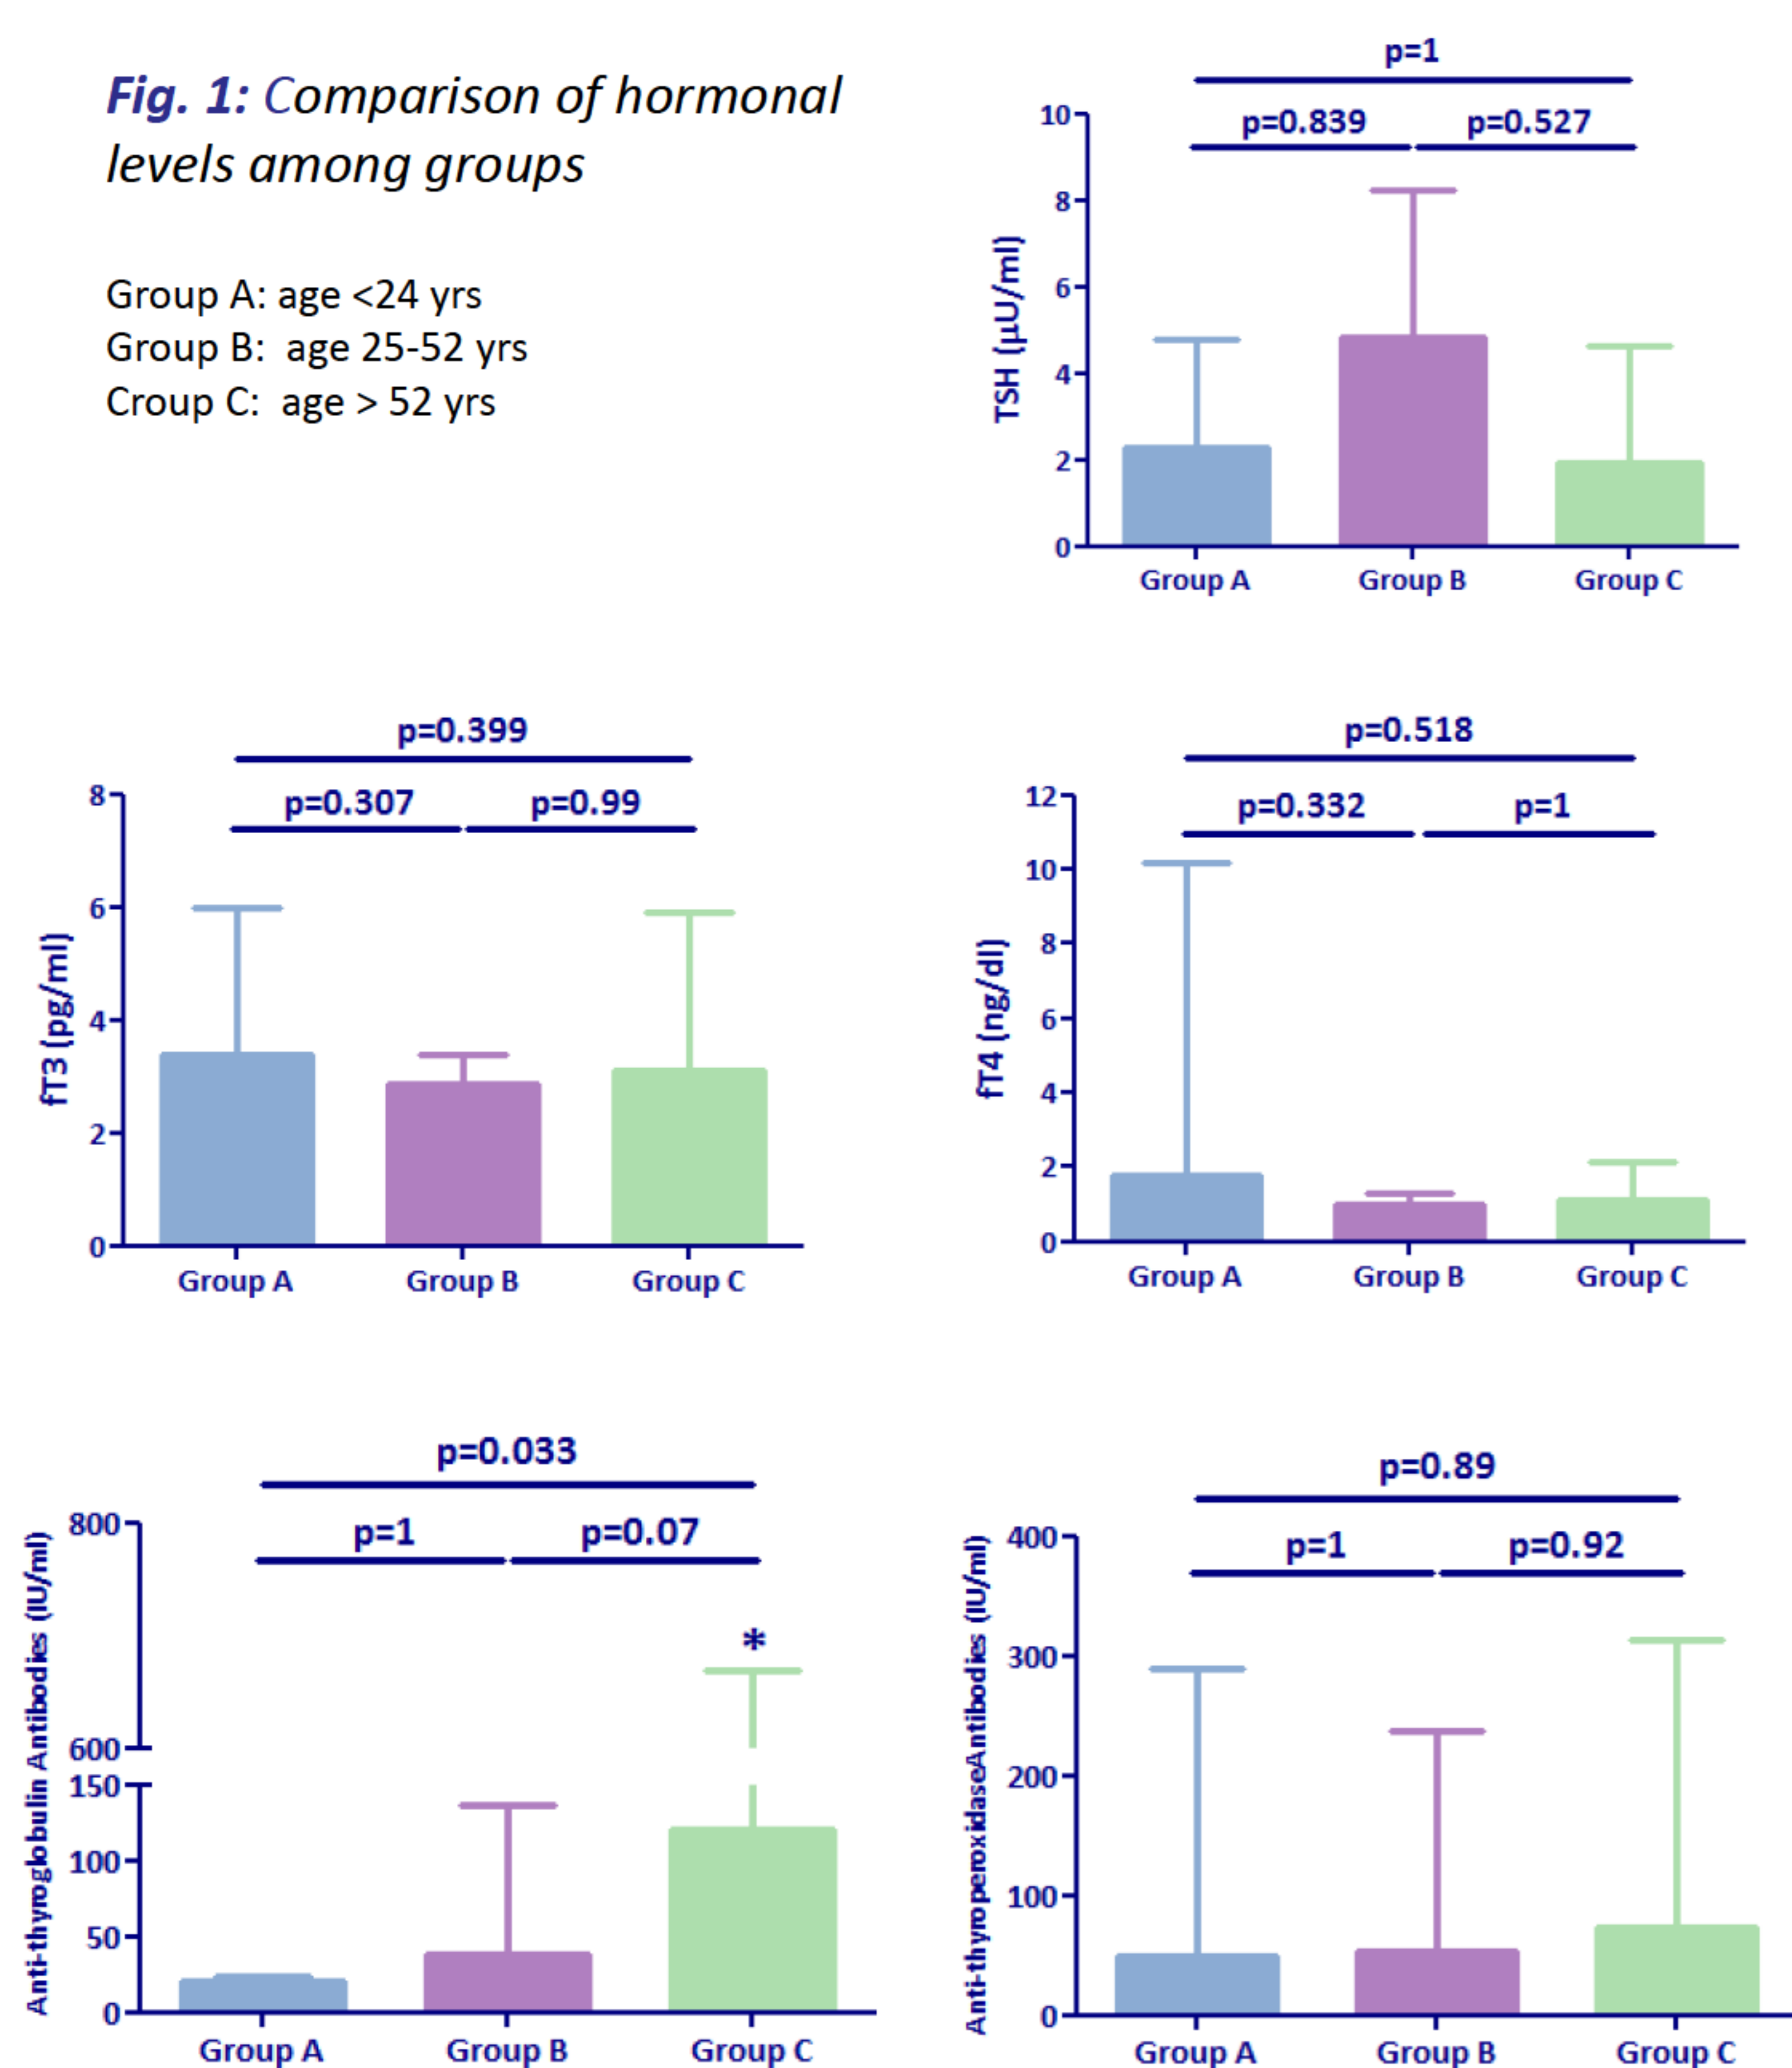 Fig. 1: Comparison of hormonal
levels among groups
Group A: age <24 yrs
Group B: age 25-52 yrs
Croup C: age > 52 yrs
p=1
p=0.839 p=0.527
10
8
6
4
2
0
TSH (µU/ml)
Group A Group B Group C
p=0.399
p=0.307 p=0.99
8
6
4
2
0
fT3 (pg/ml)
Group A Group B Group C
p=0.518
p=0.332 p=1
12
10
8
6
4
2
0
fT4 (ng/dl)
Group A Group B Group C
p=0.033
p=1 p=0.07
*
800
600
150
100
50
0
Anti-thyroglobulin Antibodies (IU/ml)
Group A Group B Group C
p=0.89
p=1 p=0.92
400
300
200
100
0
Anti-thyroperoxidaseAntibodies (IU/ml)
Group A Group B Group C